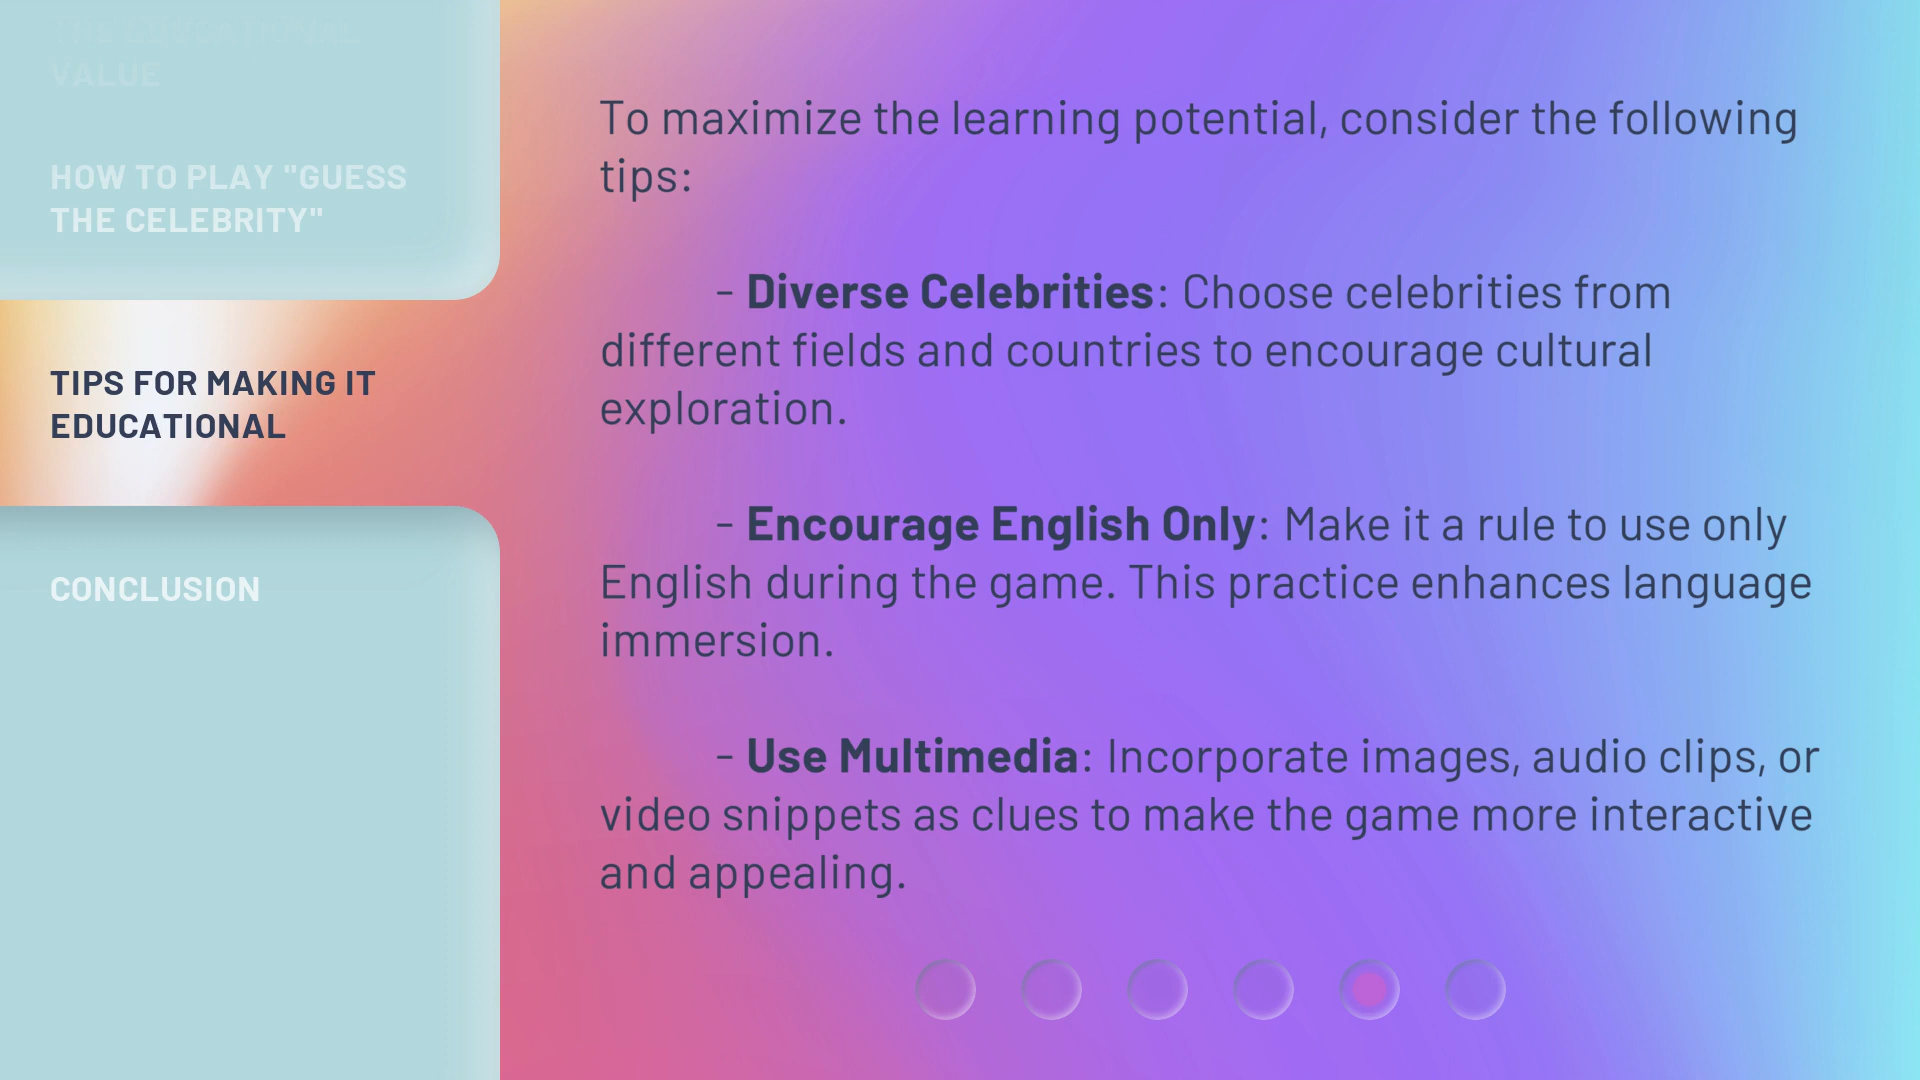 VALUE
HOW TO PLAY "GUESS
THE CELEBRITY"
TIPS FOR MAKING IT
EDUCATIONAL
CONCLUSION
To maximize the learning potential, consider the following
tips:
- Diverse Celebrities: Choose celebrities from
different fields and countries to encourage cultural
exploration.
- Encourage English Only: Make it a rule to use only
English during the game. This practice enhances language
immersion.
- Use Multimedia: Incorporate images, audio clips, or
video snippets as clues to make the game more interactive
and appealing.